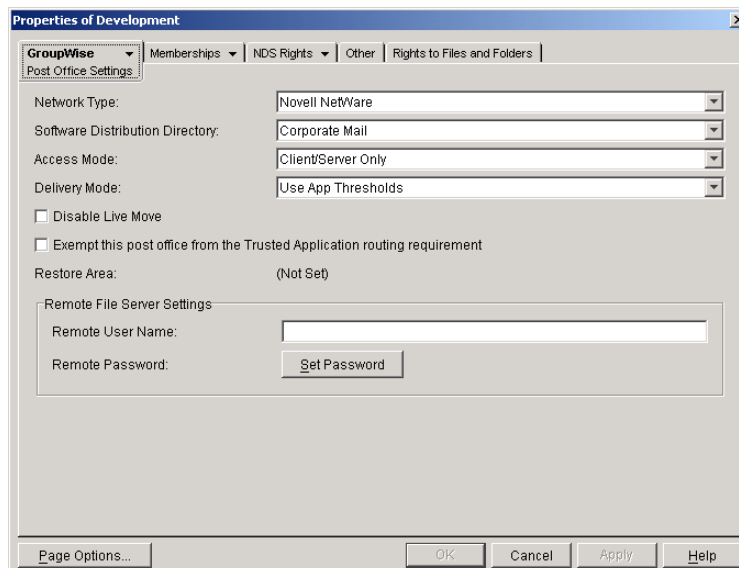 Properties of Development
GroupWise Memberships NDS Rights Other Rights to Files and Folders
Post Office Settings
Network Type: Novell NetWare
Software Distribution Directory: Corporate Mail
Access Mode: Client/Server Only
Delivery Mode: Use App Thresholds
Disable Live Move
Exempt this post office from the Trusted Application routing requirement
Restore Area: (Not Set)
Remote File Server Settings
Remote User Name:
Remote Password: Set Password
Page Options... OK Cancel Apply Help